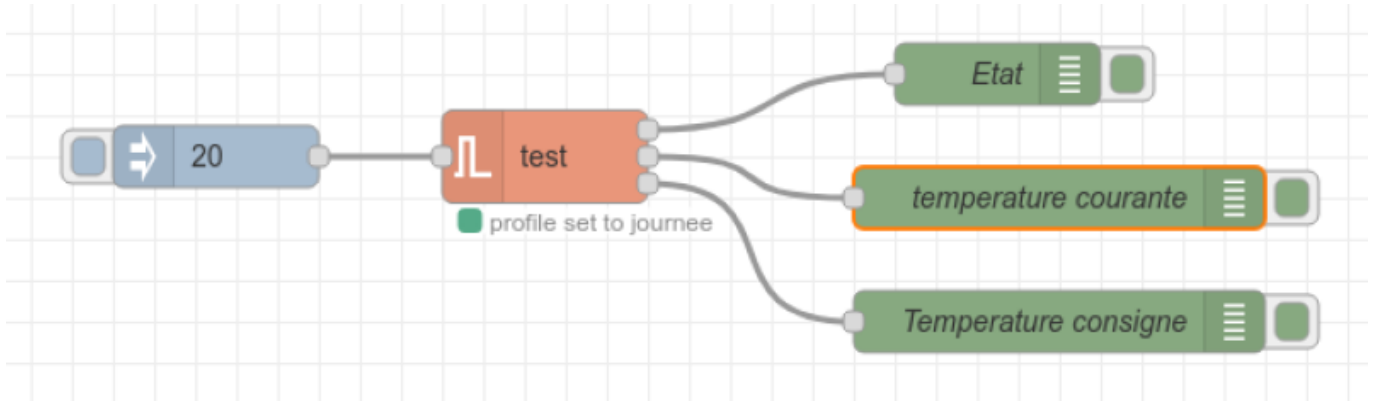 Etat
20
test
temperature courante
profile set to journee
Temperature consigne